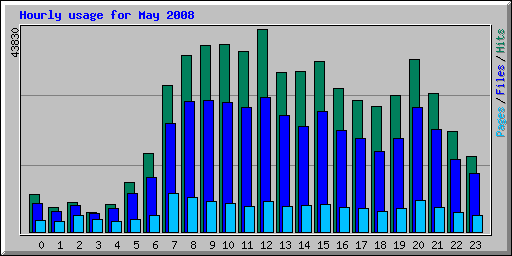 Hourly usage for May 2008
43830
Pages/Files/Hits
0 1 2 3 4 5 6 7 8 9 10 11 12 13 14 15 16 17 18 19 20 21 22 23